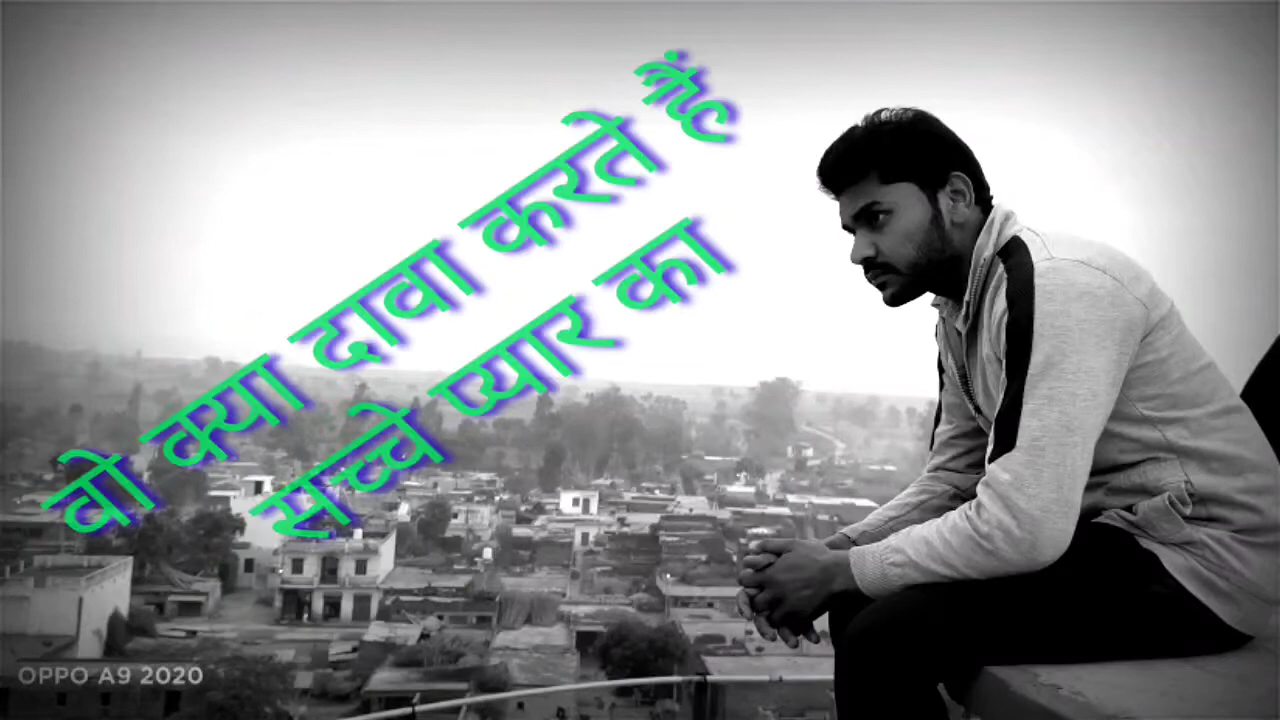 वो क्या दावा करते हैं
सच्चे प्यार का
OPPO A9 2020